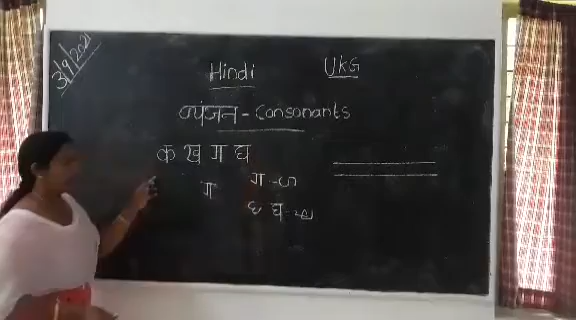 3/9/2021
Hindi UKG
व्यंजन - Consonants
क ख ग घ
ग ग -
घ -